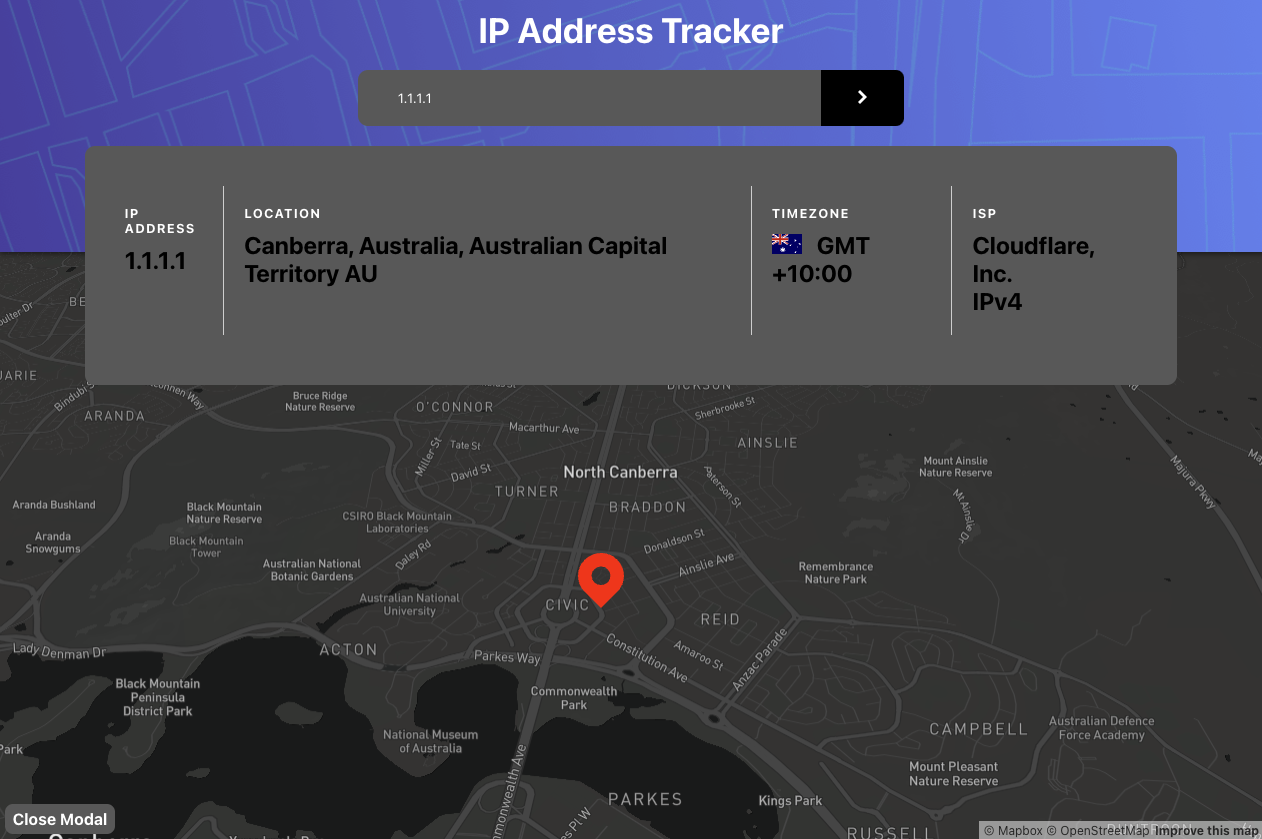 IP Address Tracker
1.1.1.1
IP
ADDRESS
1.1.1.1
LOCATION
Canberra, Australia, Australian Capital
Territory AU
TIMEZONE
GMT
+10:00
ISP
Cloudflare,
Inc.
IPv4
ARANDA
Bruce Ridge
Nature Reserve
O'CONNOR
DICKSON
Sherbrooke St
Macarthur Ave
AINSLIE
Miller St
Tate St
David St
North Canberra
Paterson St
Mount Ainslie
Nature Reserve
Majura Pkwy
TURNER
BRADDON
Mt Ainslie
Dr
Aranda Bushland
Black Mountain
Nature Reserve
CSIRO Black Mountain
Laboratories
Aranda
Snowgums
Black Mountain
Tower
Daley Rd
Donaldson St
Ainslie Ave
Australian National
Botanic Gardens
Remembrance
Nature Park
Australian National
University
CIVIC
REID
Lady Denman Dr
ACTON
Parkes Way
Constitution Ave
Amaroo St
Anzac Parade
Black Mountain
Peninsula
District Park
Commonwealth
Park
National Museum
of Australia
CAMPBELL
Australian Defence
Force Academy
Park
Mount Pleasant
Nature Reserve
PARKES
Kings Park
RUSSELL
Close Modal
© Mapbox © OpenStreetMap Improve this map